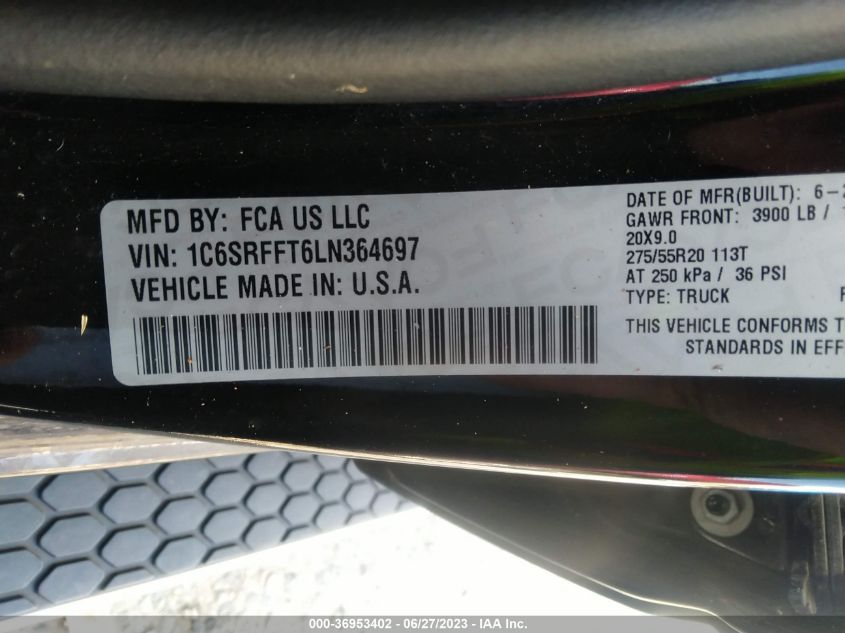 MFD BY: FCA US LLC
VIN: 1C6SRFFT6LN364697
VEHICLE MADE IN: U.S.A.
DATE OF MFR(BUILT): 6-
GAWR FRONT: 3900 LB /
20X9.0
275/55R20 113T
AT 250 kPa / 36 PSI
TYPE: TRUCK
THIS VEHICLE CONFORMS T
STANDARDS IN EFF
000-36953402 - 06/27/2023 - IAA Inc.